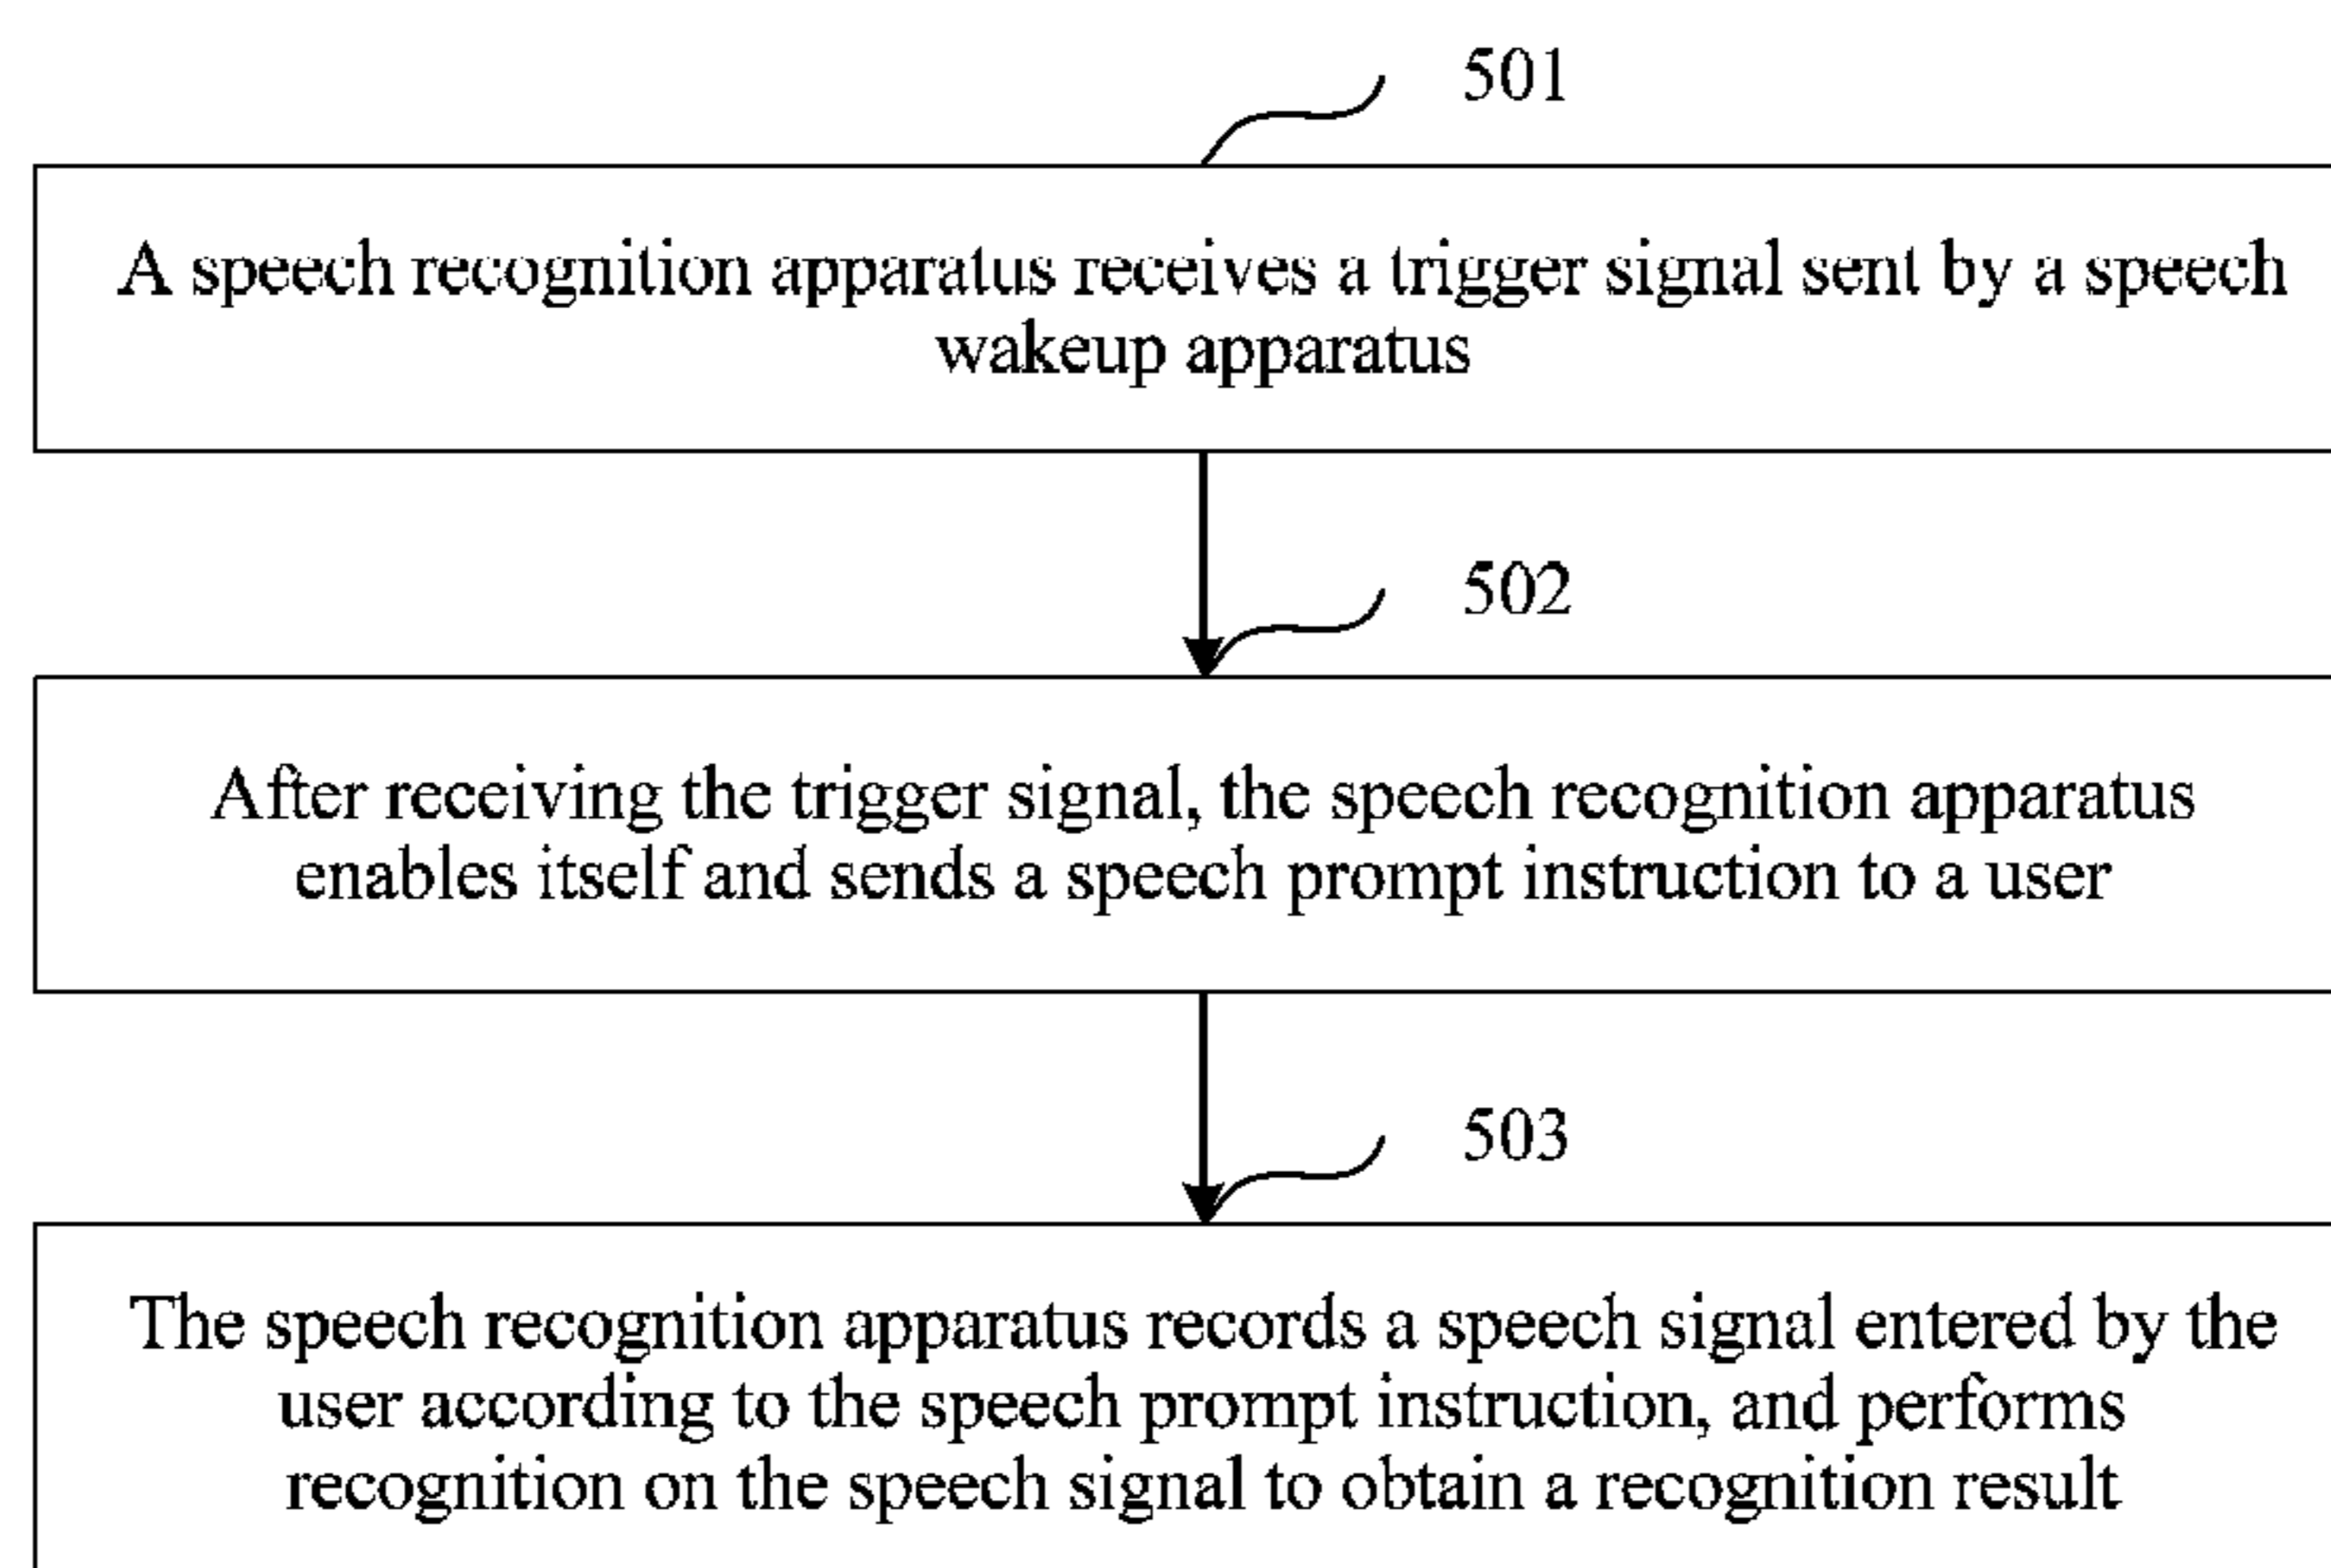 501
A speech recognition apparatus receives a trigger signal sent by a speech
wakeup apparatus
502
After receiving the trigger signal, the speech recognition apparatus
enables itself and sends a speech prompt instruction to a user
503
The speech recognition apparatus records a speech signal entered by the
user according to the speech prompt instruction, and performs
recognition on the speech signal to obtain a recognition result